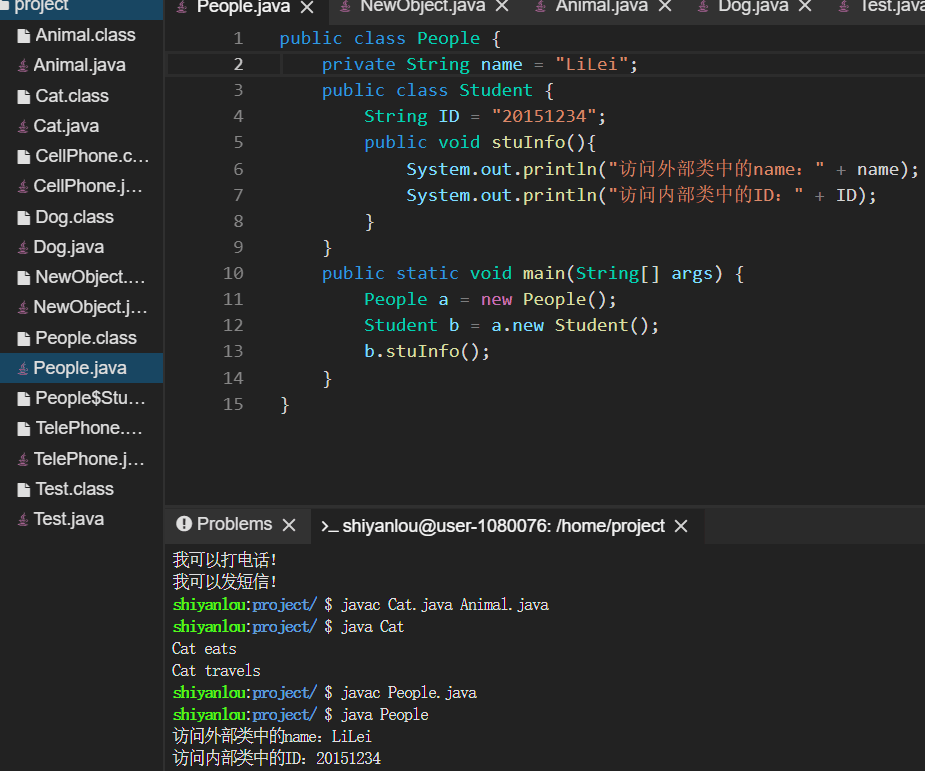 project
Animal.class
Animal.java
Cat.class
Cat.java
CellPhone.c...
CellPhone.j...
Dog.class
Dog.java
NewObject....
NewObject.j...
People.class
People.java
People$Stu...
TelePhone....
TelePhone.j...
Test.class
Test.java
People.java NewObject.java Animal.java Dog.java Test.java
1 public class People {
2 private String name = "LiLei";
3 public class Student {
4 String ID = "20151234";
5 public void stuInfo(){
6 System.out.println("访问外部类中的name：" + name);
7 System.out.println("访问内部类中的ID：" + ID);
8 }
9 }
10 public static void main(String[] args) {
11 People a = new People();
12 Student b = a.new Student();
13 b.stuInfo();
14 }
15 }
Problems >_ shiyanlou@user-1080076: /home/project
我可以打电话！
我可以发短信！
shiyanlou:project/ $ javac Cat.java Animal.java
shiyanlou:project/ $ java Cat
Cat eats
Cat travels
shiyanlou:project/ $ javac People.java
shiyanlou:project/ $ java People
访问外部类中的name：LiLei
访问内部类中的ID：20151234